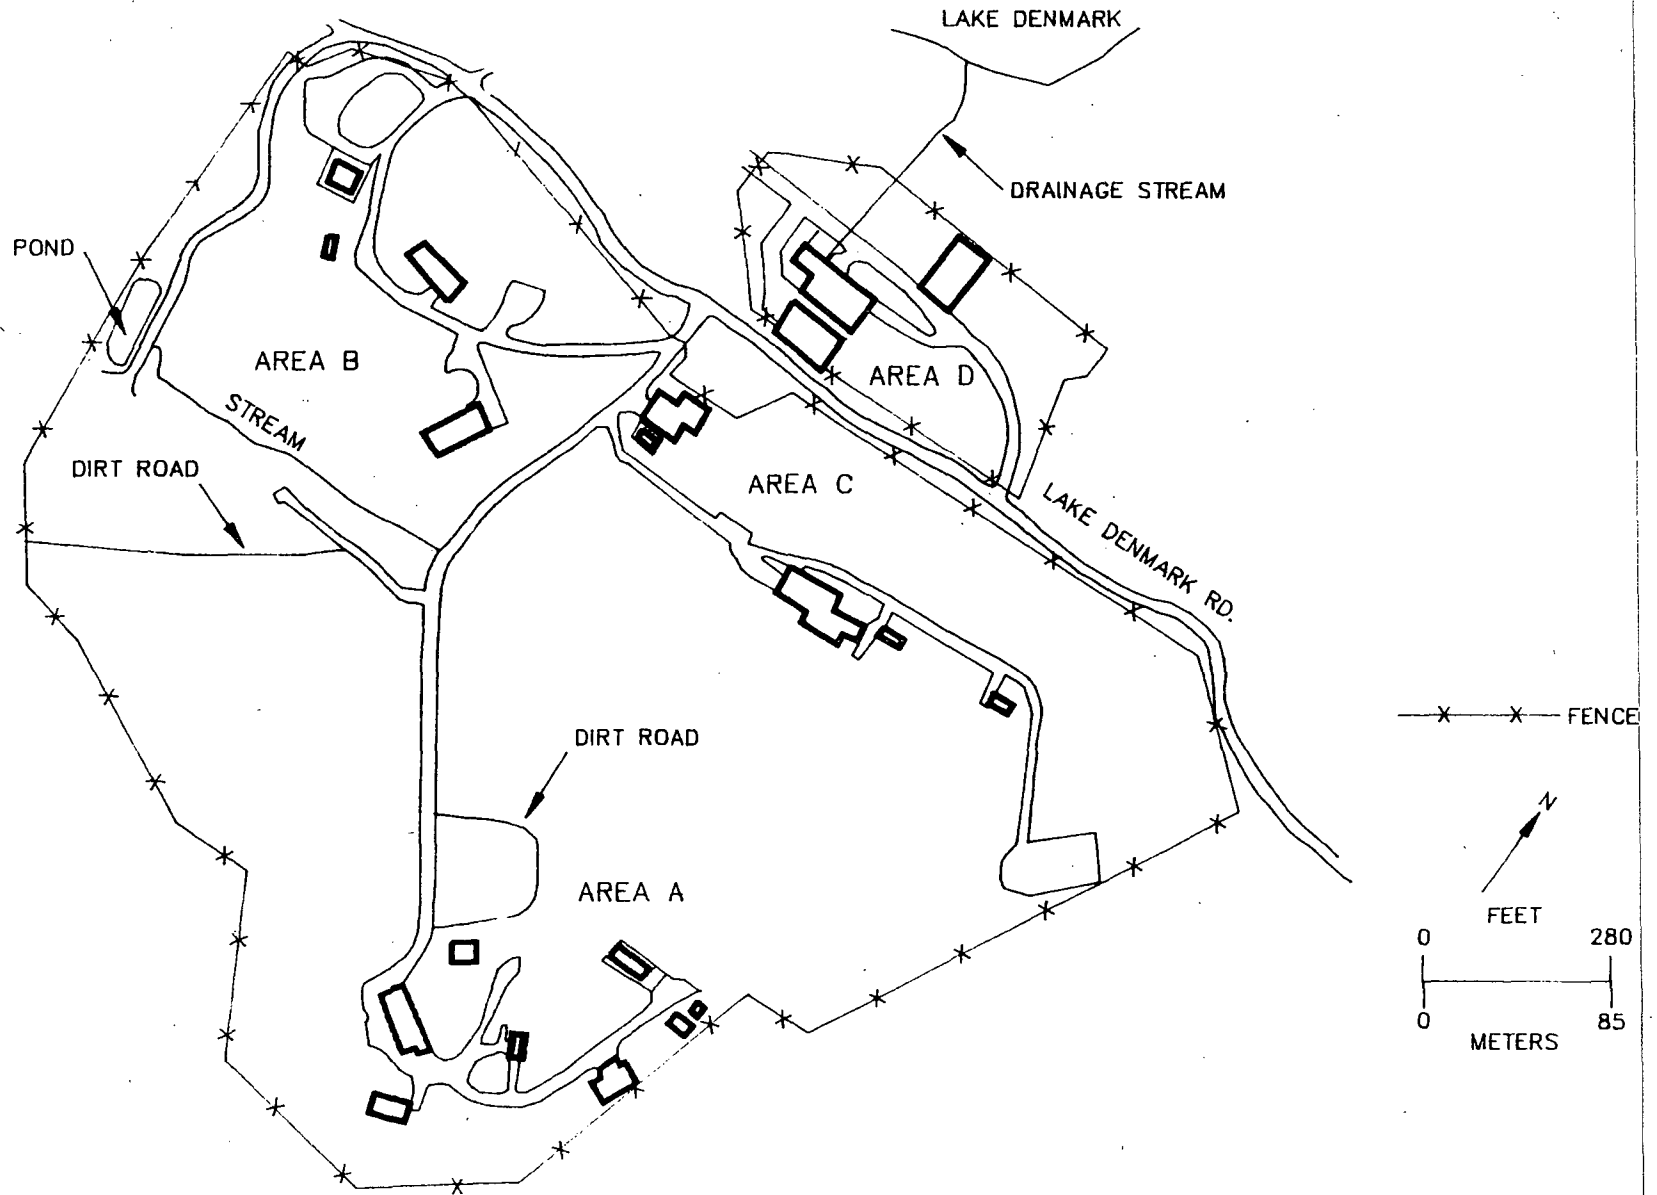 LAKE DENMARK
DRAINAGE STREAM
POND
AREA B
AREA D
STREAM
DIRT ROAD
AREA C
LAKE DENMARK RD.
FENCE
DIRT ROAD
N
AREA A
FEET
0 280
0 85
METERS